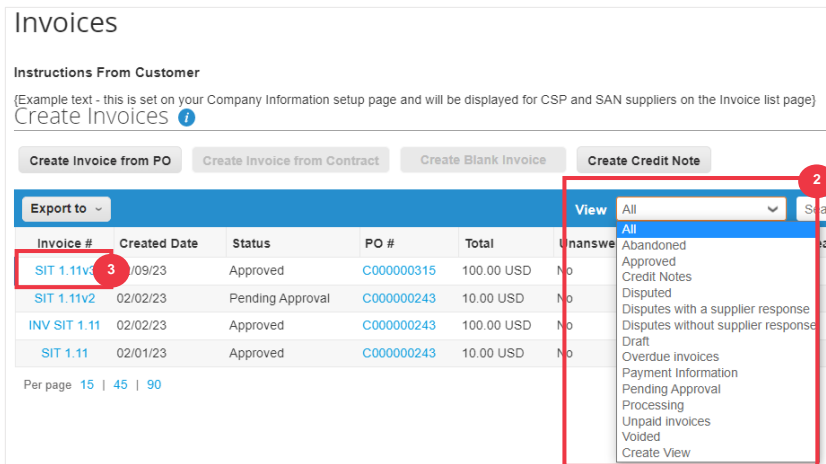 Invoices
Instructions From Customer
{Example text - this is set on your Company Information setup page and will be displayed for CSP and SAN suppliers on the Invoice list page}
Create Invoices i
Create Invoice from PO Create Invoice from Contract Create Blank Invoice Create Credit Note
2
Export to View All
Invoice # Created Date Status PO # Total
SIT 1.11v3 3 /09/23 Approved C000000315 100.00 USD No
SIT 1.11v2 02/02/23 Pending Approval C000000243 10.00 USD No
INV SIT 1.11 02/02/23 Approved C000000243 100.00 USD No
SIT 1.11 02/01/23 Approved C000000243 10.00 USD No
Per page 15 | 45 | 90
All
Abandoned
Approved
Credit Notes
Disputed
Disputes with a supplier response
Disputes without supplier response
Draft
Overdue invoices
Payment Information
Pending Approval
Processing
Unpaid invoices
Voided
Create View